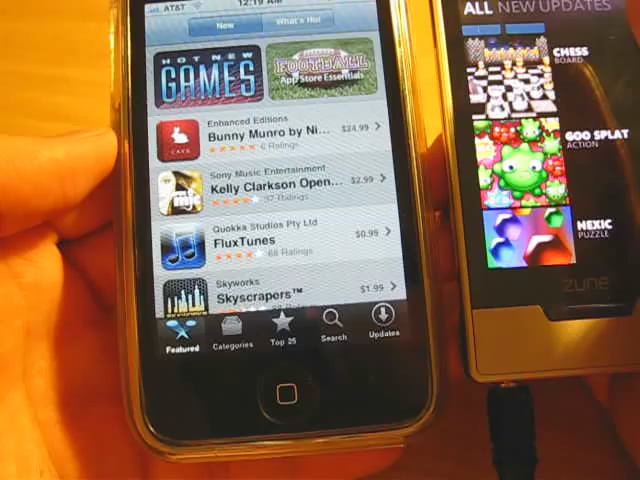 AT&T
12:19 AM
New
What's Hot
HOT NEW
GAMES
FOOTBALL
App Store Essentials
Enhanced Editions
Bunny Munro by Ni...
$24.99
CAVE
6 Ratings
Sony Music Entertainment
Kelly Clarkson Open...
$2.99
37 Ratings
Quokka Studios Pty Ltd
FluxTunes
$0.99
68 Ratings
Skyworks
Skyscrapers™
$1.99
Featured
Categories
Top 25
Search
Updates
ALL NEW UPDATES
CHESS
BOARD
GOO SPLAT
ACTION
HEXIC
PUZZLE
zune